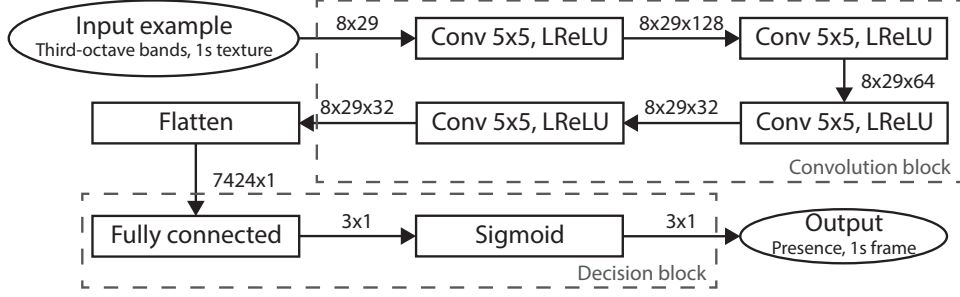 Input example
Third-octave bands, 1s texture
8x29
Conv 5x5, LReLU
8x29x128
Conv 5x5, LReLU
8x29x64
Conv 5x5, LReLU
8x29x32
Conv 5x5, LReLU
8x29x32
Flatten
Convolution block
7424x1
Fully connected
3x1
Sigmoid
3x1
Output
Presence, 1s frame
Decision block